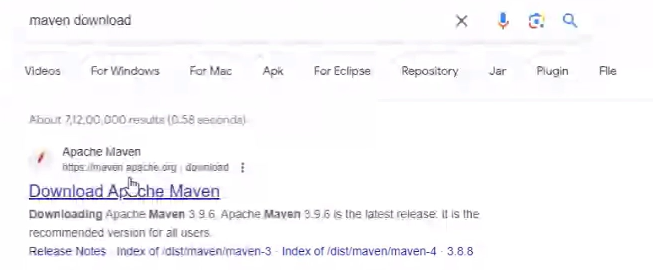 maven download
Videos For Windows For Mac Apk For Eclipse Repository Jar Plugin File
About 7,12,00,000 results (0.58 seconds)
Apache Maven
https://maven.apache.org › download
Download Apache Maven
Downloading Apache Maven 3.9.6. Apache Maven 3.9.6 is the latest release: it is the
recommended version for all users.
Release Notes · Index of /dist/maven/maven-3 · Index of /dist/maven/maven-4 · 3.8.8